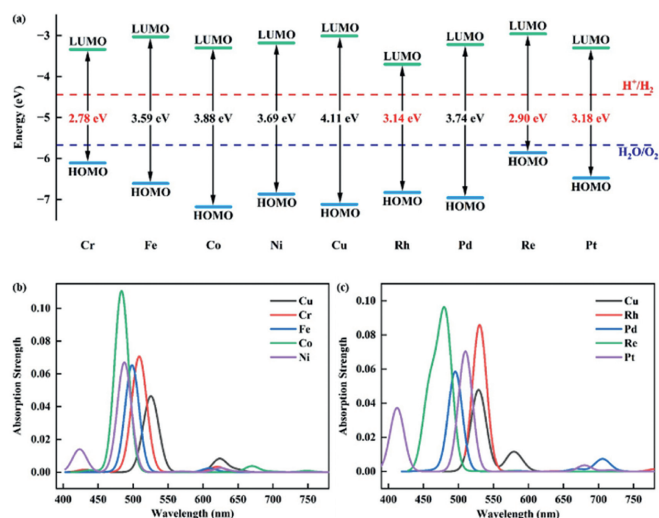 (a)
LUMO LUMO LUMO LUMO LUMO LUMO LUMO LUMO LUMO
-3
-4
H⁺/H₂
Energy (eV)
-5
2.78 eV 3.59 eV 3.88 eV 3.69 eV 4.11 eV 3.14 eV 3.74 eV 2.90 eV 3.18 eV
H₂O/O₂
-6
-7
HOMO HOMO HOMO HOMO HOMO HOMO HOMO HOMO HOMO
Cr Fe Co Ni Cu Rh Pd Re Pt
(b)
Cu
Cr
Fe
Co
Ni
0.10
0.08
0.06
0.04
0.02
0.00
Absorption Strength
400 450 500 550 600 650 700 750
Wavelength (nm)
(c)
Cu
Rh
Pd
Re
Pt
0.10
0.08
0.06
0.04
0.02
0.00
Absorption Strength
400 450 500 550 600 650 700 750
Wavelength (nm)